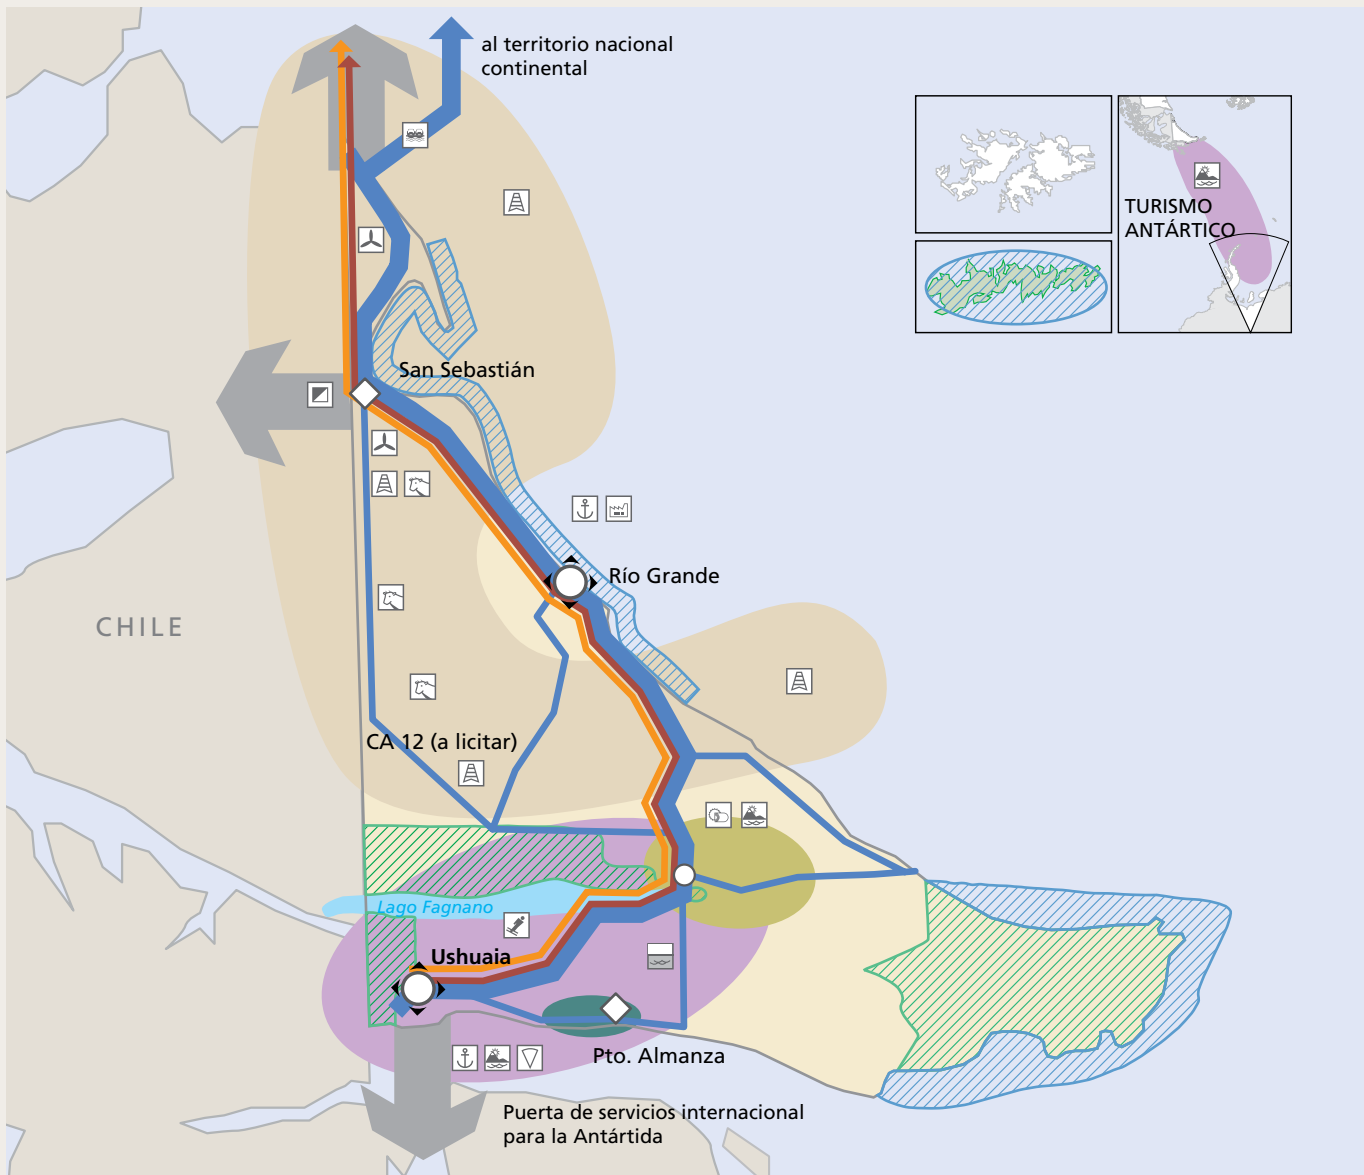 al territorio nacional
continental
TURISMO
ANTÁRTICO
San Sebastián
Río Grande
CHILE
CA 12 (a licitar)
Lago Fagnano
Ushuaia
Pto. Almanza
Puerta de servicios internacional
para la Antártida